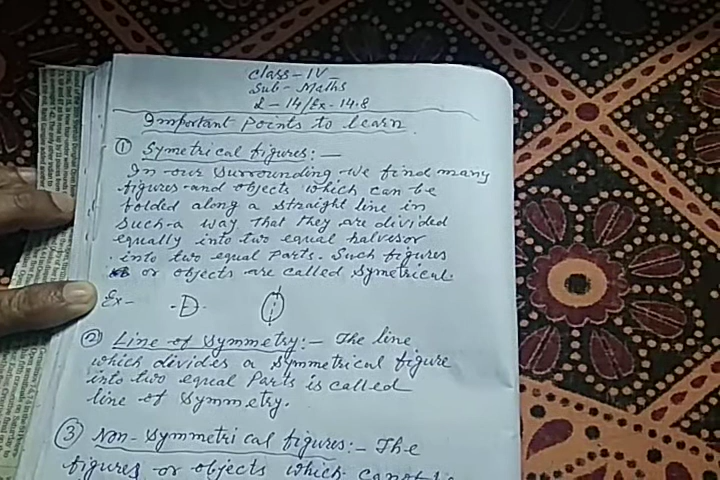 Class - IV
Sub - Maths
L - 14/Ex - 14.8
Important Points to learn
① Symetrical figures: —
In our Surrounding we find many
figures and objects which can be
folded along a straight line in
such a way that they are divided
equally into two equal halves or
into two equal parts. Such figures
or objects are called symetrical.
Ex-
② Line of symmetry: - The line
which divides a symmetrical figure
into two equal parts is called
line of symmetry.
③ Non-symmetrical figures: - The
figures or objects which cannot